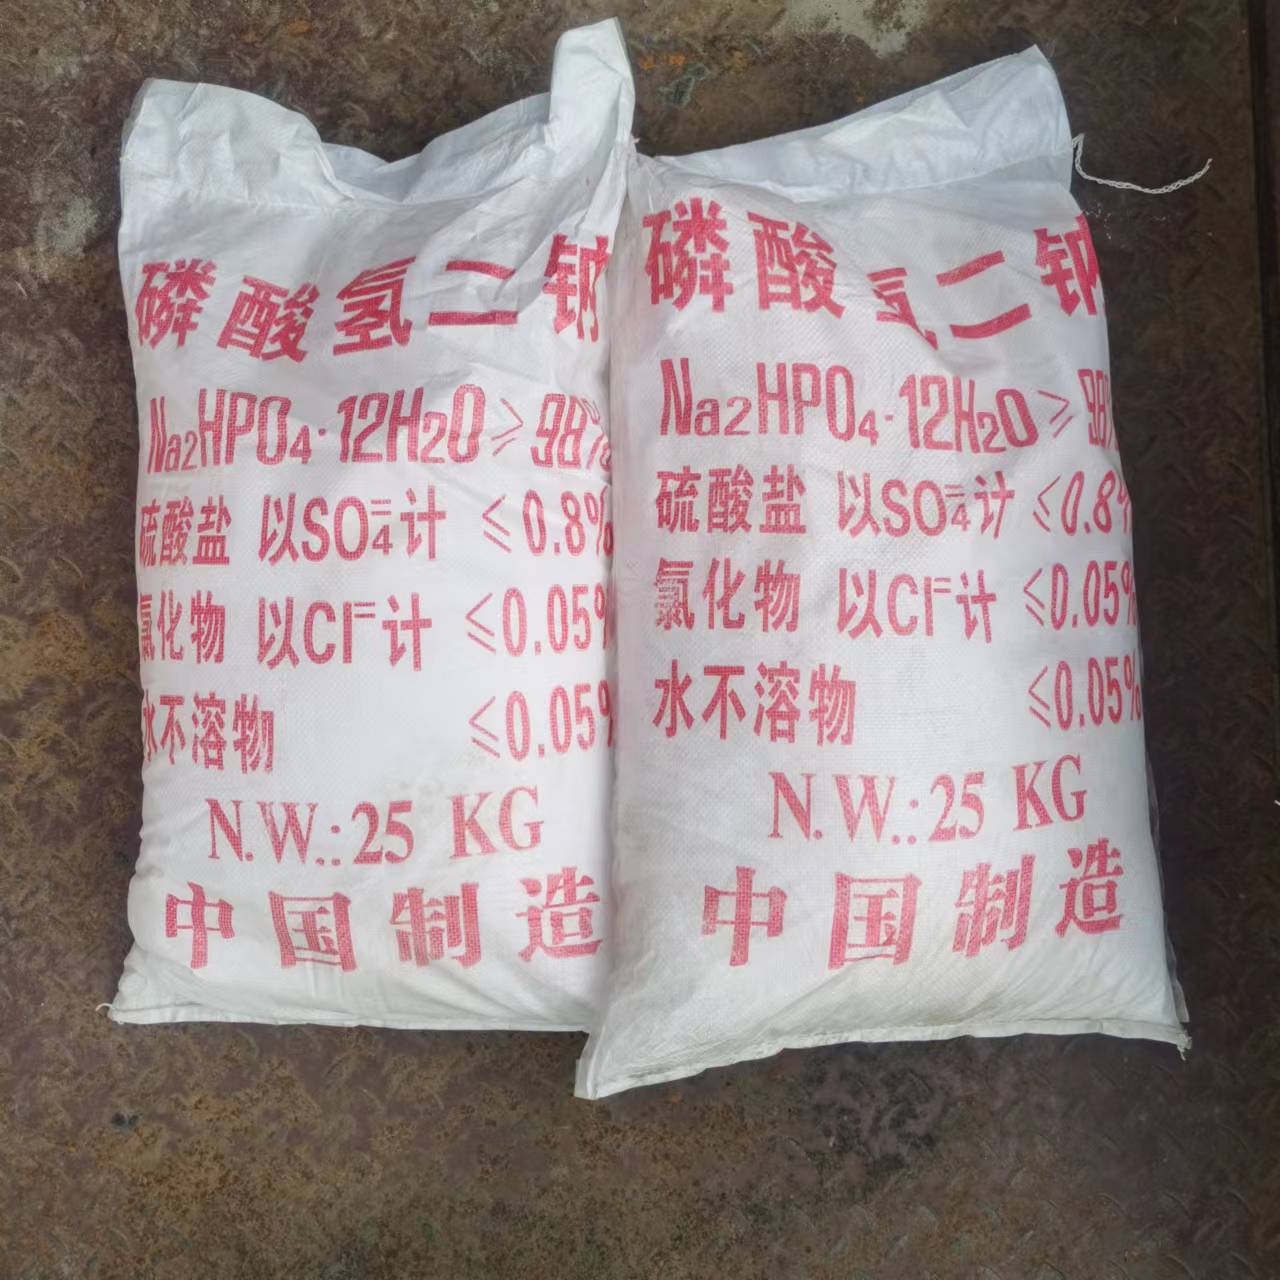 磷酸氢二钠
Na₂HPO₄·12H₂O ≥98%
硫酸盐 以SO₄⁼计 ≤0.8%
氯化物 以Cl⁼计 ≤0.05%
水不溶物 ≤0.05%
N.W.:25 KG
中国制造
磷酸氢二钠
Na₂HPO₄·12H₂O ≥98%
硫酸盐 以SO₄⁼计 ≤0.8%
氯化物 以Cl⁼计 ≤0.05%
水不溶物 ≤0.05%
N.W.:25 KG
中国制造